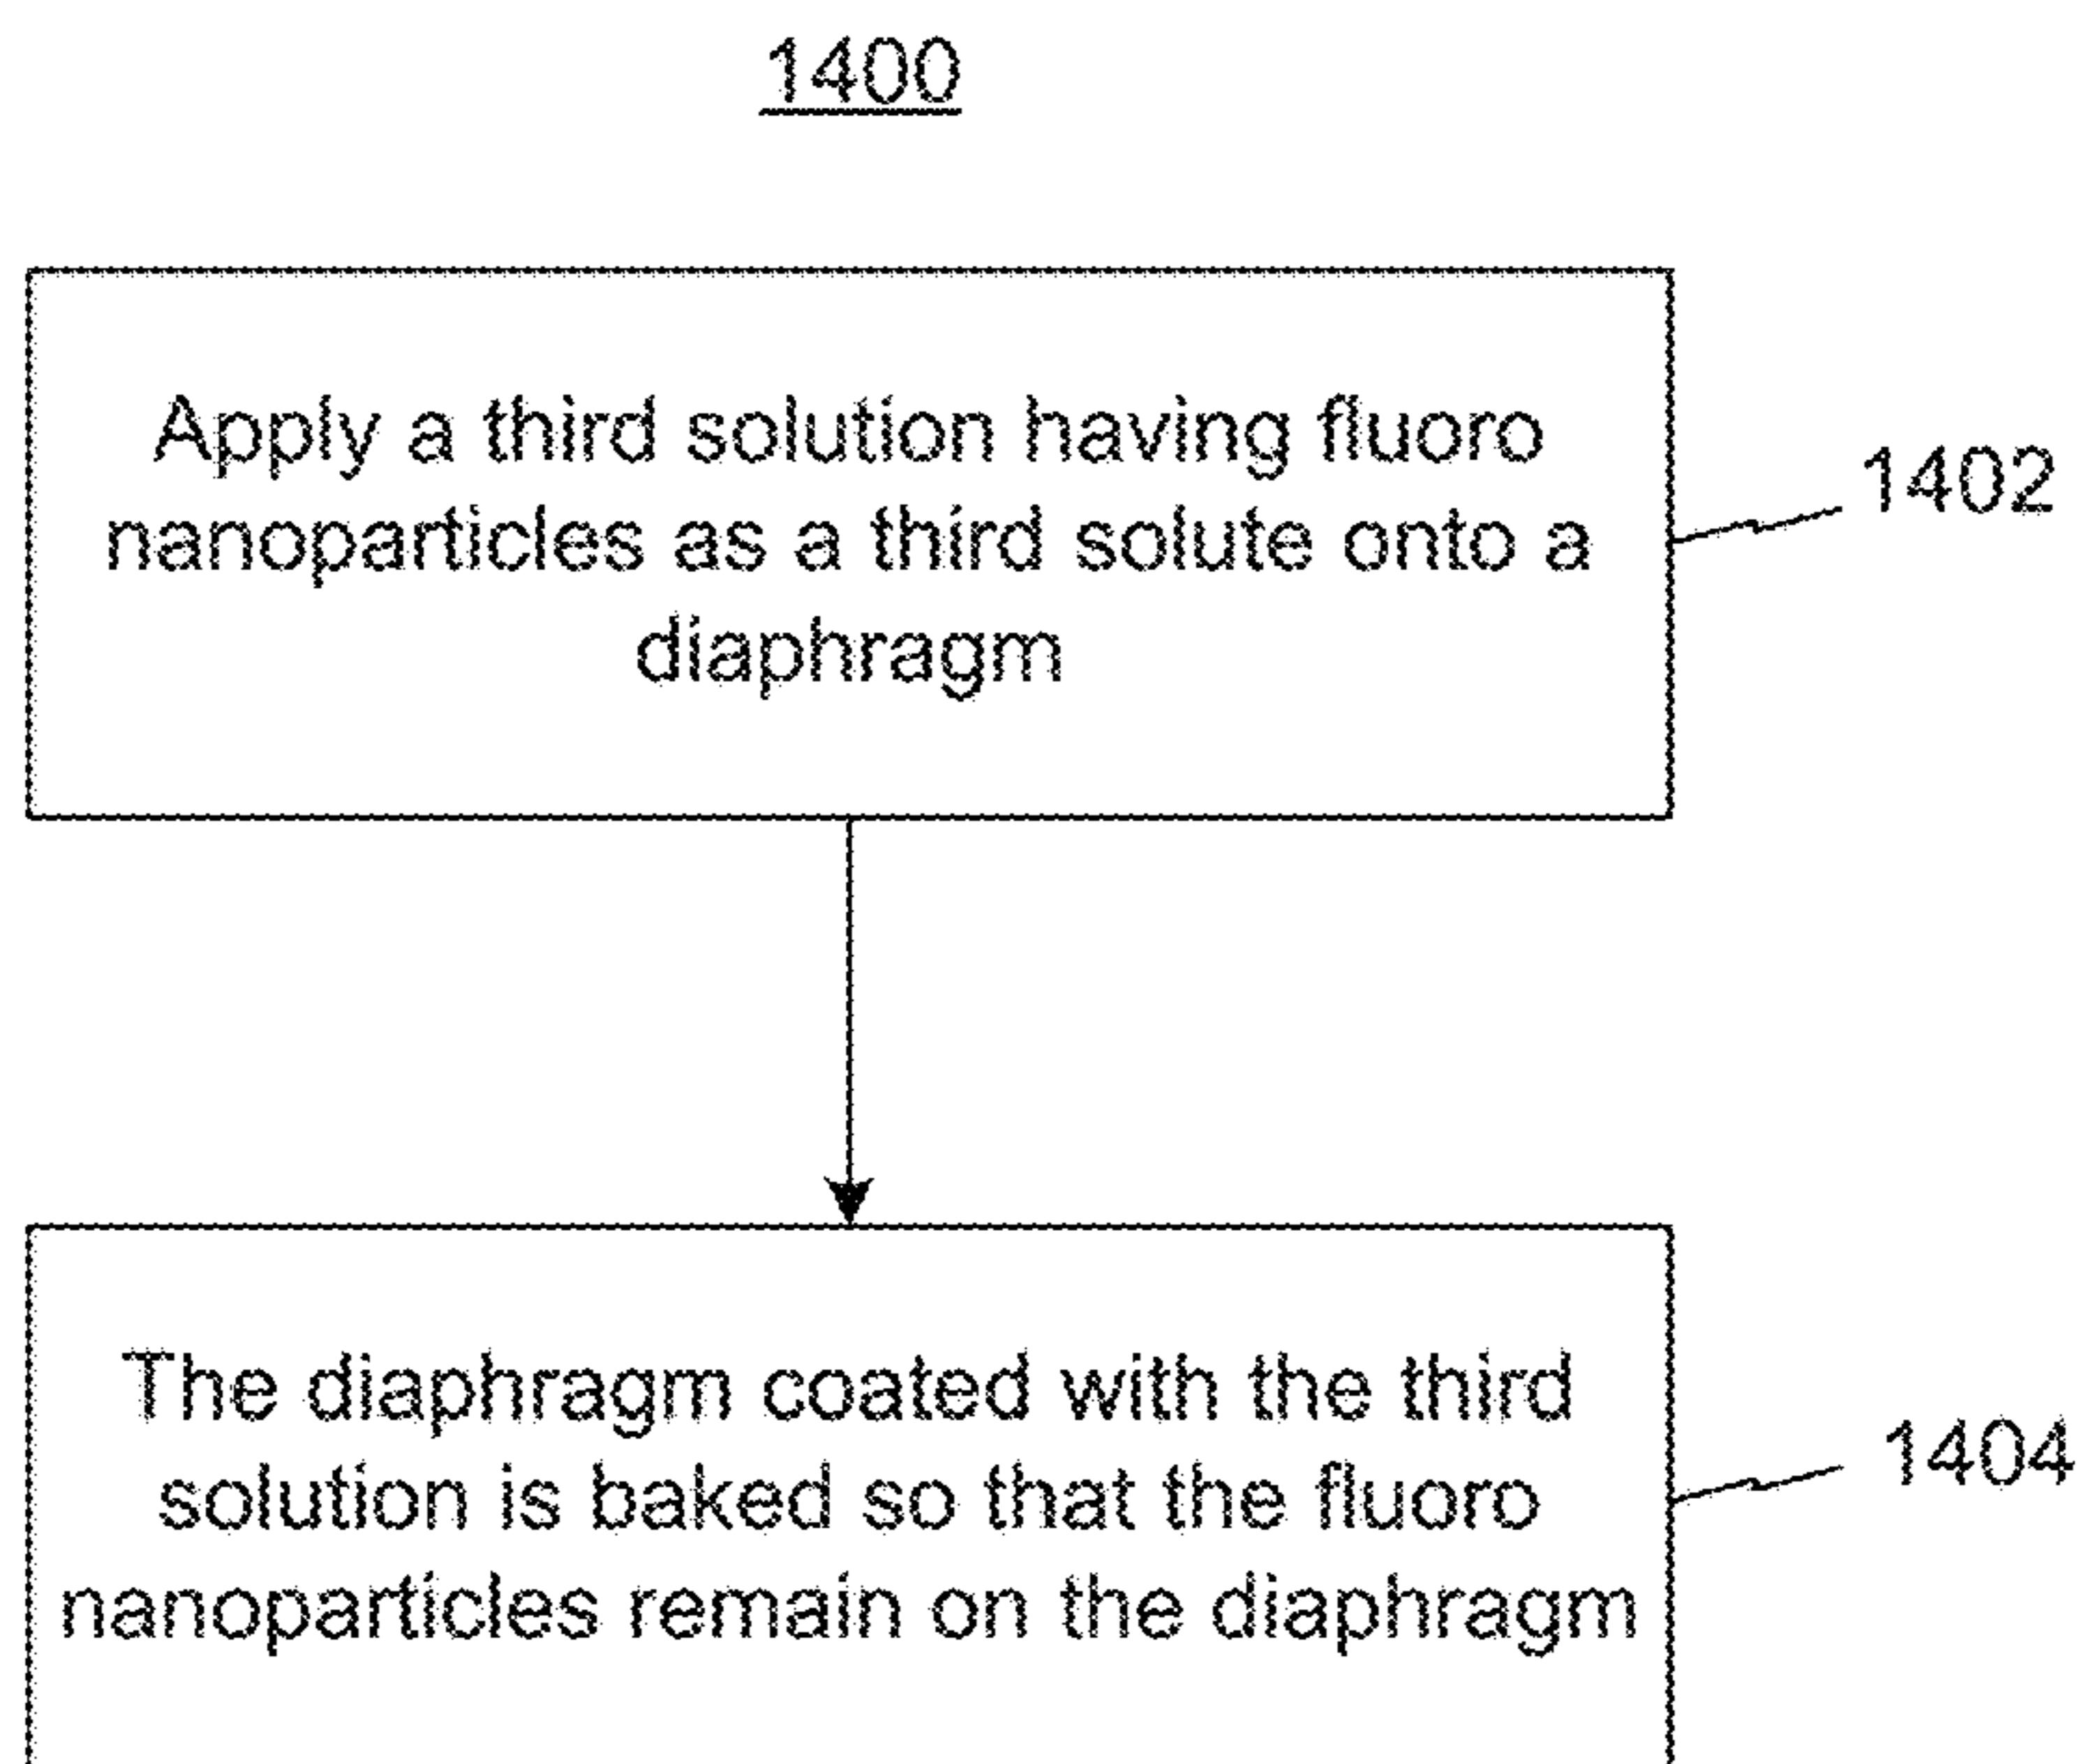 1400
Apply a third solution having fluoro
nanoparticles as a third solute onto a
diaphragm
1402
The diaphragm coated with the third
solution is baked so that the fluoro
nanoparticles remain on the diaphragm
1404